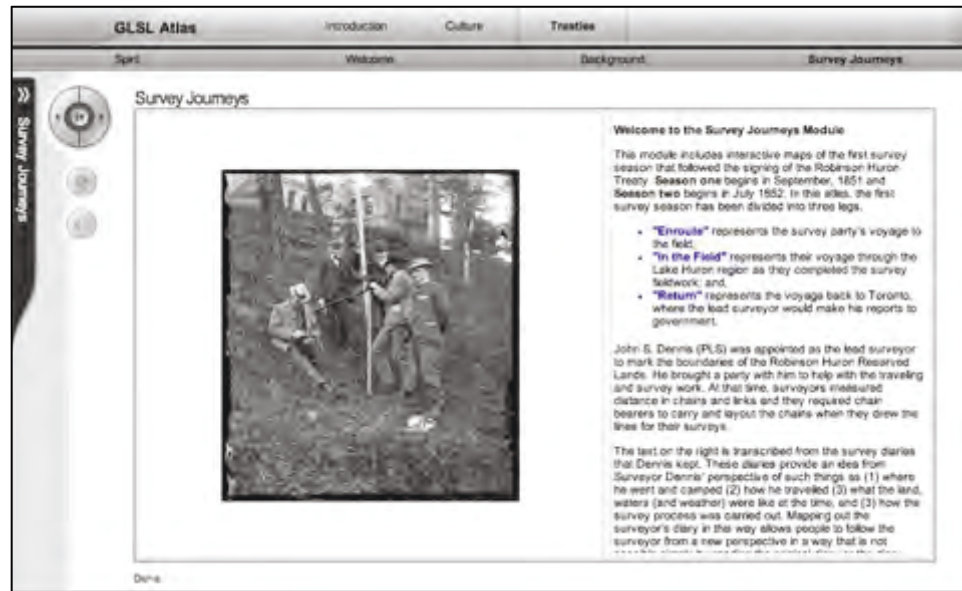 GLSL Atlas
Introduction
Culture
Treaties
Spirit
Welcome
Background
Survey Journeys
Survey Journeys
Survey Journeys
Welcome to the Survey Journeys Module
This module includes interactive maps of the first survey
season that followed the signing of the Robinson Huron
Treaty. Season one begins in September, 1851 and
Season two begins in July 1852. In this atlas, the first
survey season has been divided into three legs.
• "Enroute" represents the survey party's voyage to
the field;
• "In the Field" represents their voyage through the
Lake Huron region as they completed the survey
fieldwork; and,
• "Return" represents the voyage back to Toronto,
where the lead surveyor would make his reports to
government.
John S. Dennis (PLS) was appointed as the lead surveyor
to mark the boundaries of the Robinson Huron Reserved
Lands. He brought a party with him to help with the traveling
and survey work. At that time, surveyors measured
distance in chains and links and they required chain
bearers to carry and layout the chains when they drew the
lines for their surveys.
The text on the right is transcribed from the survey diaries
that Dennis kept. These diaries provide an idea from
Surveyor Dennis' perspective of such things as (1) where
he went and camped (2) how he travelled (3) what the land,
waters (and weather) were like at the time, and (3) how the
survey process was carried out. Mapping out the
surveyor's diary in this way allows people to follow the
surveyor from a new perspective in a way that is not
Done